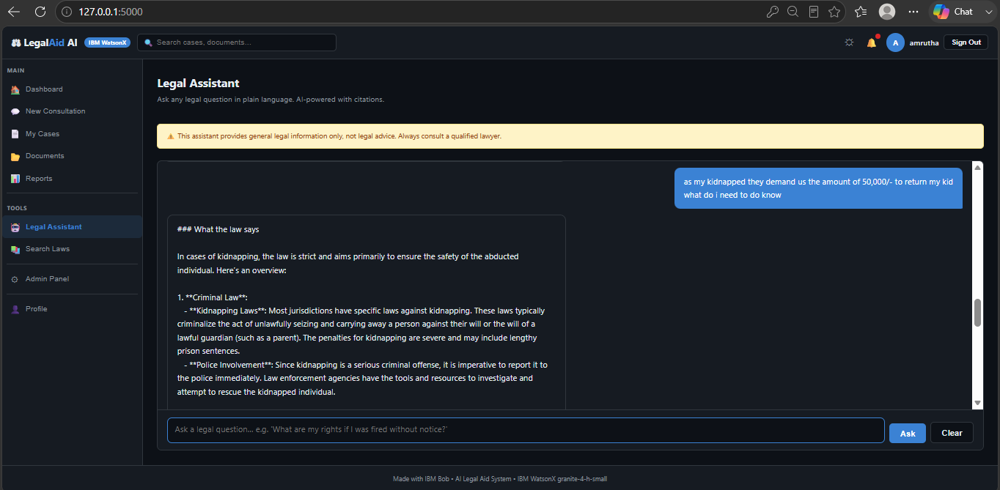 127.0.0.1:5000
Chat
LegalAid AI
IBM WatsonX
Search cases, documents...
A
amrutha
Sign Out
MAIN
Dashboard
New Consultation
My Cases
Documents
Reports
TOOLS
Legal Assistant
Search Laws
Admin Panel
Profile
Legal Assistant
Ask any legal question in plain language. AI-powered with citations.
This assistant provides general legal information only, not legal advice. Always consult a qualified lawyer.
as my kidnapped they demand us the amount of 50,000/- to return my kid
what do i need to do know
### What the law says
In cases of kidnapping, the law is strict and aims primarily to ensure the safety of the abducted
individual. Here's an overview:
1. **Criminal Law**:
- **Kidnapping Laws**: Most jurisdictions have specific laws against kidnapping. These laws typically
criminalize the act of unlawfully seizing and carrying away a person against their will or the will of a
lawful guardian (such as a parent). The penalties for kidnapping are severe and may include lengthy
prison sentences.
- **Police Involvement**: Since kidnapping is a serious criminal offense, it is imperative to report it to
the police immediately. Law enforcement agencies have the tools and resources to investigate and
attempt to rescue the kidnapped individual.
Ask a legal question... e.g. 'What are my rights if I was fired without notice?'
Ask
Clear
Made with IBM Bob • AI Legal Aid System • IBM WatsonX granite-4-h-small